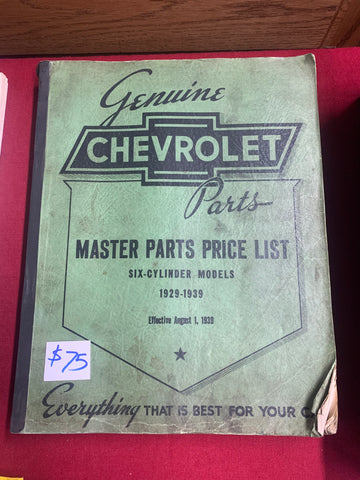 Genuine
CHEVROLET
Parts
MASTER PARTS PRICE LIST
SIX-CYLINDER MODELS
1929-1939
Effective August 1, 1939
$75
Everything THAT IS BEST FOR YOUR